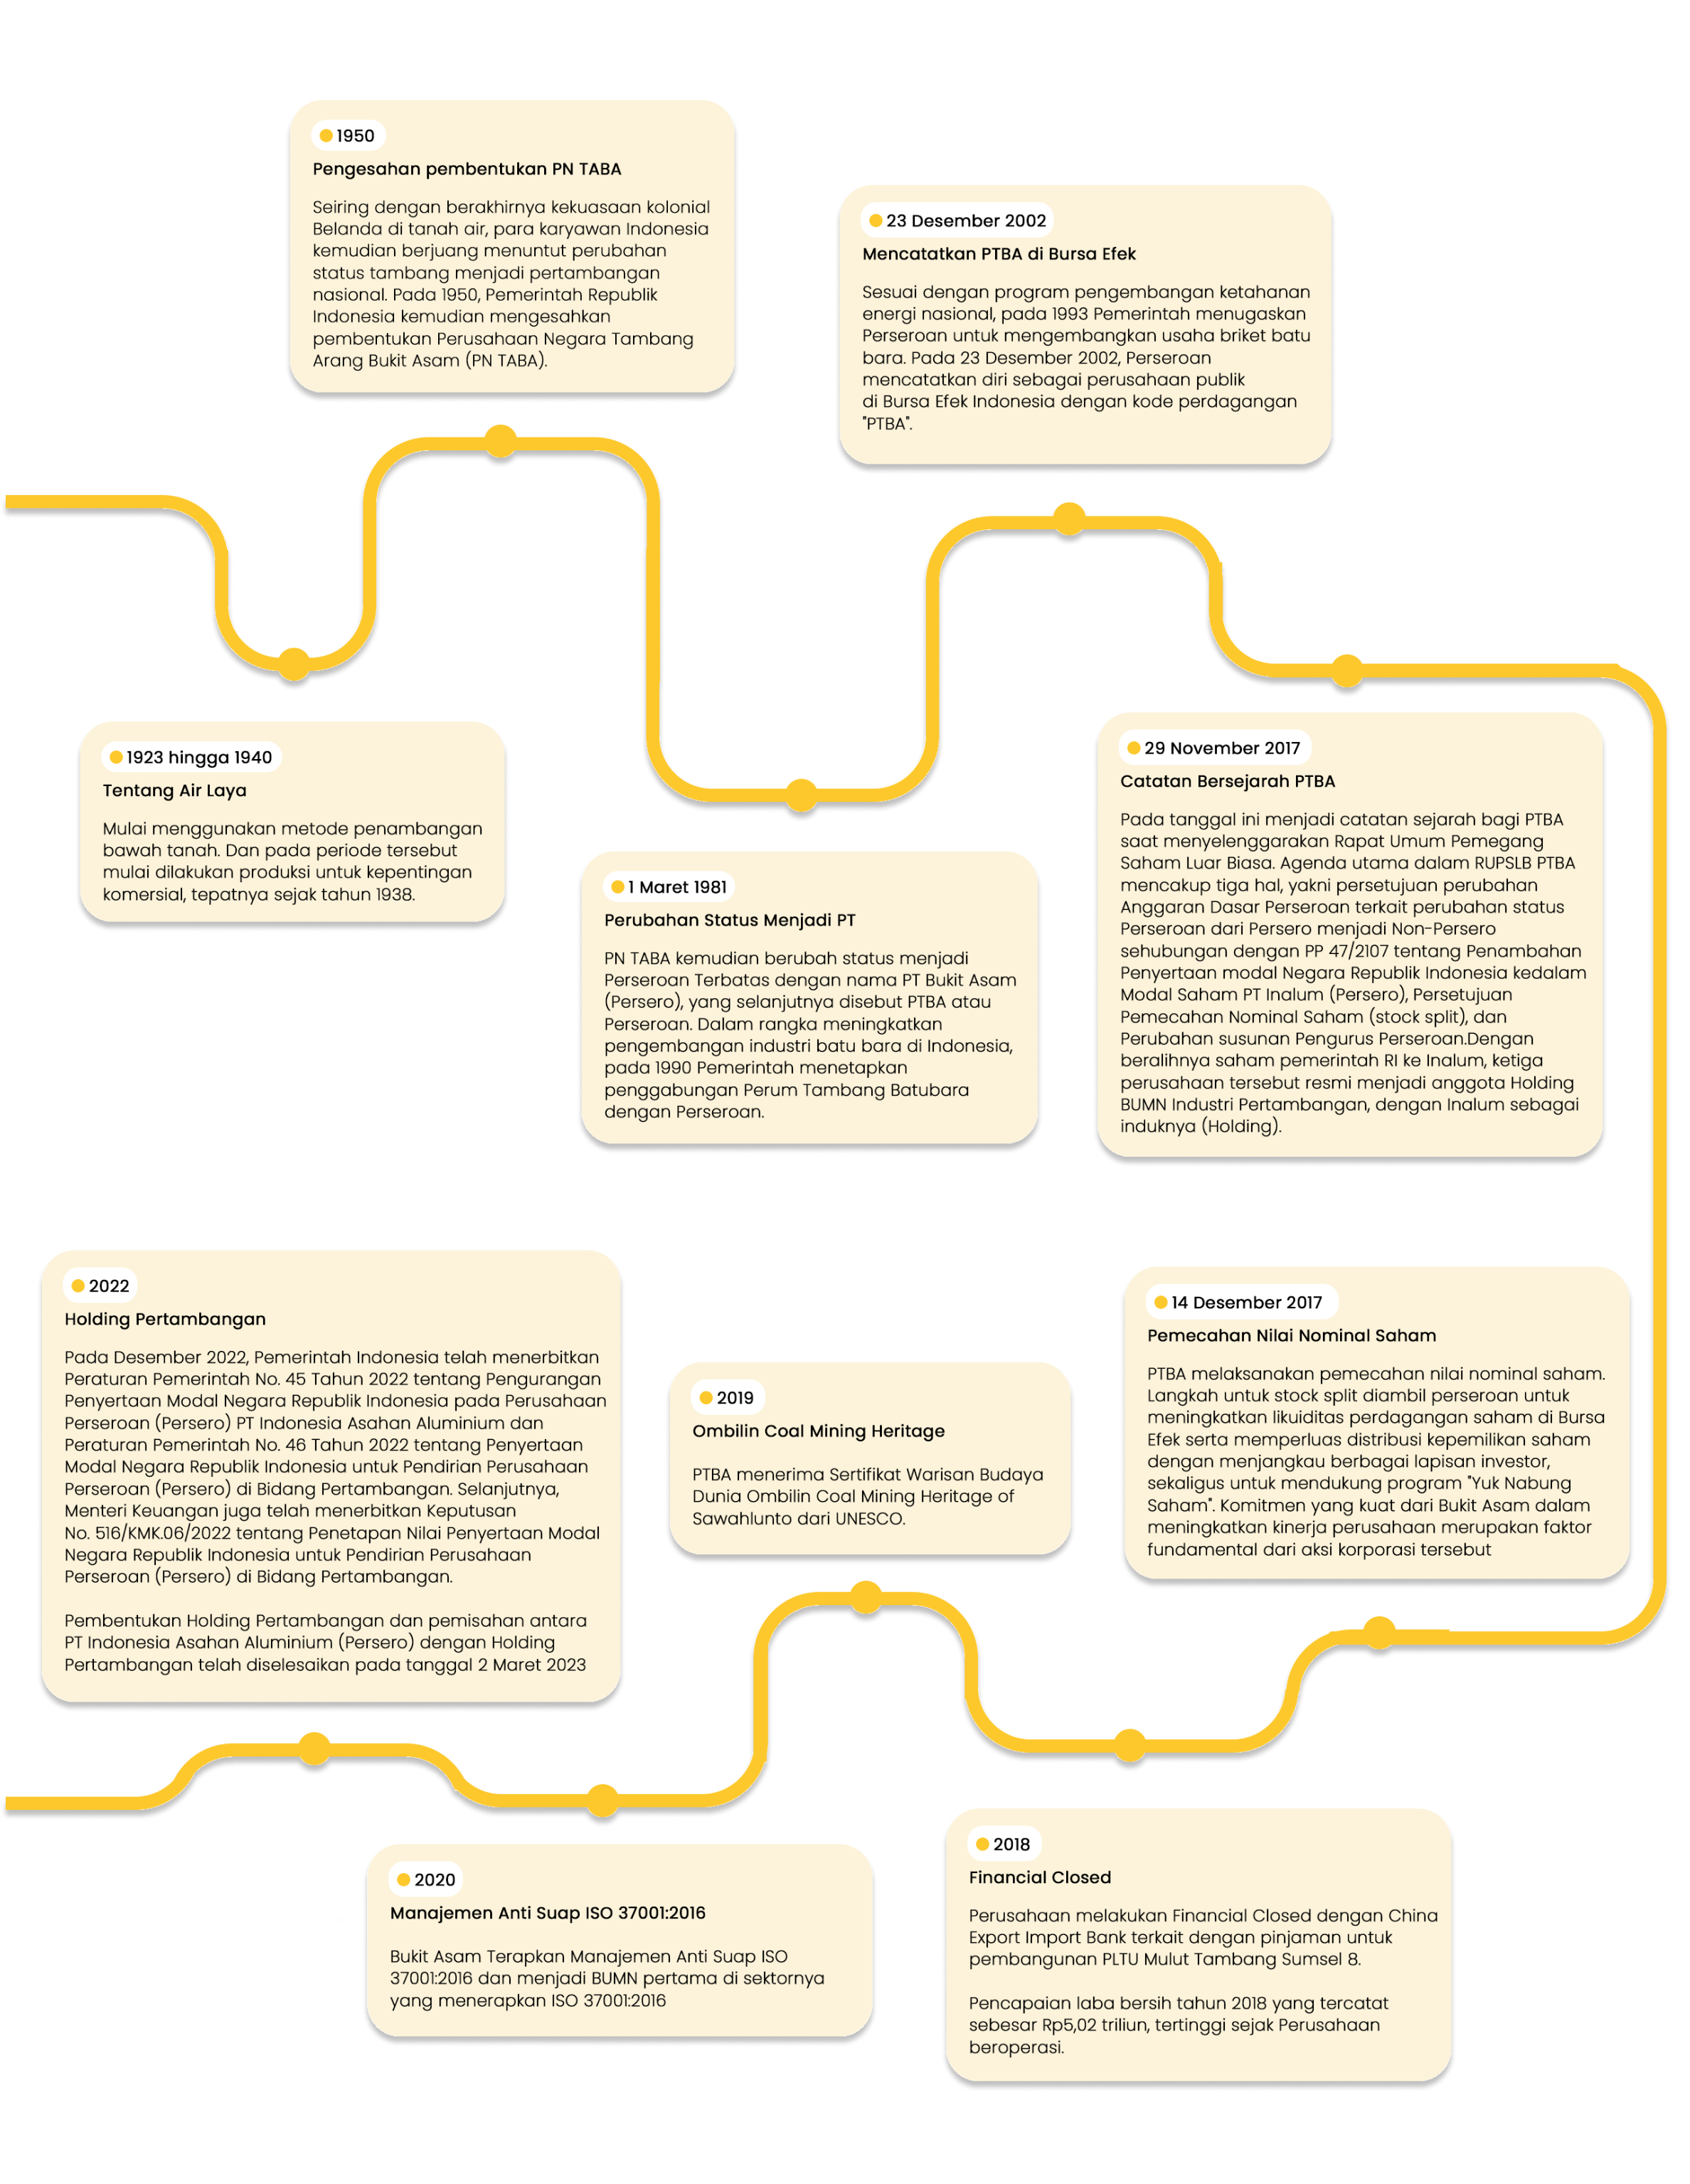 1950
Pengesahan pembentukan PN TABA
Seiring dengan berakhirnya kekuasaan kolonial
Belanda di tanah air, para karyawan Indonesia
kemudian berjuang menuntut perubahan
status tambang menjadi pertambangan
nasional. Pada 1950, Pemerintah Republik
Indonesia kemudian mengesahkan
pembentukan Perusahaan Negara Tambang
Arang Bukit Asam (PN TABA).
23 Desember 2002
Mencatatkan PTBA di Bursa Efek
Sesuai dengan program pengembangan ketahanan
energi nasional, pada 1993 Pemerintah menugaskan
Perseroan untuk mengembangkan usaha briket batu
bara. Pada 23 Desember 2002, Perseroan
mencatatkan diri sebagai perusahaan publik
di Bursa Efek Indonesia dengan kode perdagangan
"PTBA".
1923 hingga 1940
Tentang Air Laya
Mulai menggunakan metode penambangan
bawah tanah. Dan pada periode tersebut
mulai dilakukan produksi untuk kepentingan
komersial, tepatnya sejak tahun 1938.
1 Maret 1981
Perubahan Status Menjadi PT
PN TABA kemudian berubah status menjadi
Perseroan Terbatas dengan nama PT Bukit Asam
(Persero), yang selanjutnya disebut PTBA atau
Perseroan. Dalam rangka meningkatkan
pengembangan industri batu bara di Indonesia,
pada 1990 Pemerintah menetapkan
penggabungan Perum Tambang Batubara
dengan Perseroan.
29 November 2017
Catatan Bersejarah PTBA
Pada tanggal ini menjadi catatan sejarah bagi PTBA
saat menyelenggarakan Rapat Umum Pemegang
Saham Luar Biasa. Agenda utama dalam RUPSLB PTBA
mencakup tiga hal, yakni persetujuan perubahan
Anggaran Dasar Perseroan terkait perubahan status
Perseroan dari Persero menjadi Non-Persero
sehubungan dengan PP 47/2107 tentang Penambahan
Penyertaan modal Negara Republik Indonesia kedalam
Modal Saham PT Inalum (Persero), Persetujuan
Pemecahan Nominal Saham (stock split), dan
Perubahan susunan Pengurus Perseroan.Dengan
beralihnya saham pemerintah RI ke Inalum, ketiga
perusahaan tersebut resmi menjadi anggota Holding
BUMN Industri Pertambangan, dengan Inalum sebagai
induknya (Holding).
2022
Holding Pertambangan
Pada Desember 2022, Pemerintah Indonesia telah menerbitkan
Peraturan Pemerintah No. 45 Tahun 2022 tentang Pengurangan
Penyertaan Modal Negara Republik Indonesia pada Perusahaan
Perseroan (Persero) PT Indonesia Asahan Aluminium dan
Peraturan Pemerintah No. 46 Tahun 2022 tentang Penyertaan
Modal Negara Republik Indonesia untuk Pendirian Perusahaan
Perseroan (Persero) di Bidang Pertambangan. Selanjutnya,
Menteri Keuangan juga telah menerbitkan Keputusan
No. 516/KMK.06/2022 tentang Penetapan Nilai Penyertaan Modal
Negara Republik Indonesia untuk Pendirian Perusahaan
Perseroan (Persero) di Bidang Pertambangan.
Pembentukan Holding Pertambangan dan pemisahan antara
PT Indonesia Asahan Aluminium (Persero) dengan Holding
Pertambangan telah diselesaikan pada tanggal 2 Maret 2023
2019
Ombilin Coal Mining Heritage
PTBA menerima Sertifikat Warisan Budaya
Dunia Ombilin Coal Mining Heritage of
Sawahlunto dari UNESCO.
14 Desember 2017
Pemecahan Nilai Nominal Saham
PTBA melaksanakan pemecahan nilai nominal saham.
Langkah untuk stock split diambil perseroan untuk
meningkatkan likuiditas perdagangan saham di Bursa
Efek serta memperluas distribusi kepemilikan saham
dengan menjangkau berbagai lapisan investor,
sekaligus untuk mendukung program "Yuk Nabung
Saham". Komitmen yang kuat dari Bukit Asam dalam
meningkatkan kinerja perusahaan merupakan faktor
fundamental dari aksi korporasi tersebut
2020
Manajemen Anti Suap ISO 37001:2016
Bukit Asam Terapkan Manajemen Anti Suap ISO
37001:2016 dan menjadi BUMN pertama di sektornya
yang menerapkan ISO 37001:2016
2018
Financial Closed
Perusahaan melakukan Financial Closed dengan China
Export Import Bank terkait dengan pinjaman untuk
pembangunan PLTU Mulut Tambang Sumsel 8.
Pencapaian laba bersih tahun 2018 yang tercatat
sebesar Rp5,02 triliun, tertinggi sejak Perusahaan
beroperasi.